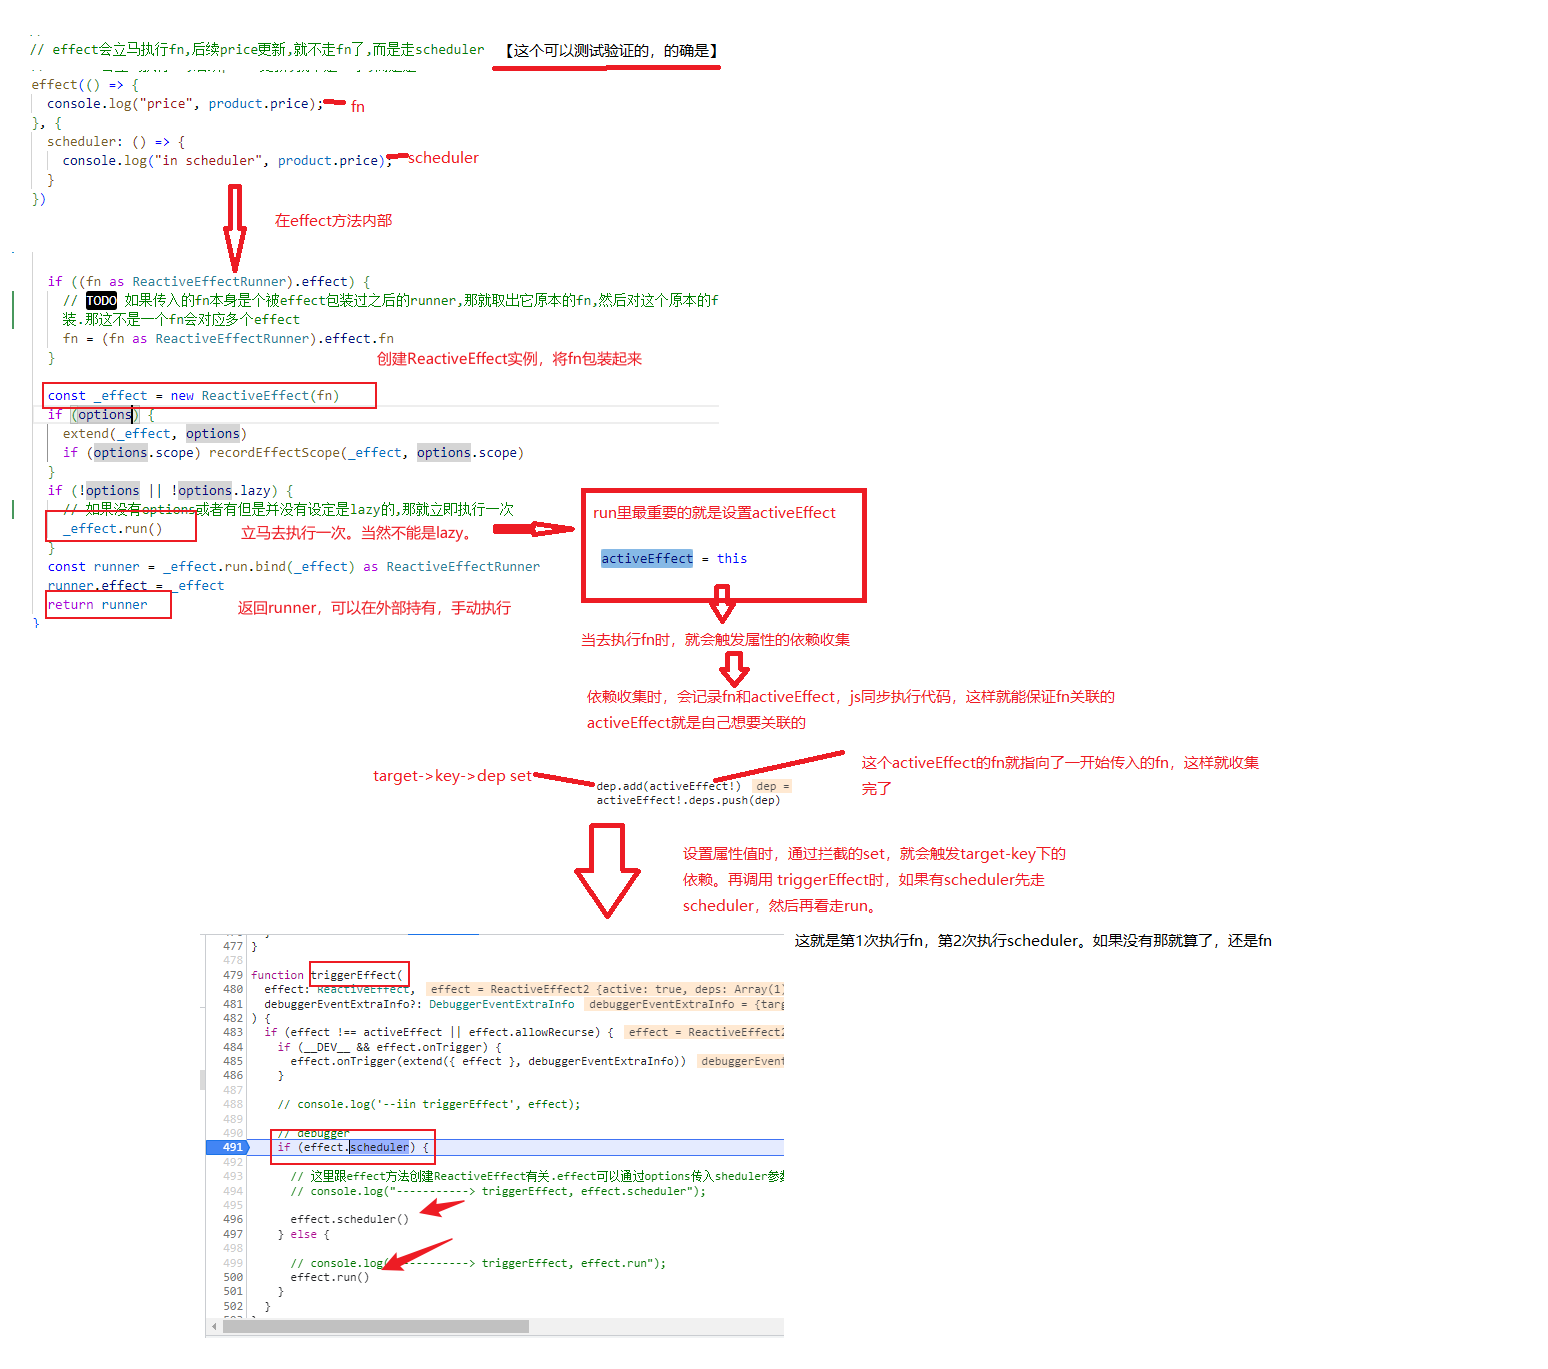 // effect会立马执行fn,后续price更新,就不走fn了,而是走scheduler 【这个可以测试验证的，的确是】
effect(() => {
console.log("price", product.price); fn
}, {
scheduler: () => {
console.log("in scheduler", product.price); scheduler
}
})
在effect方法内部
if ((fn as ReactiveEffectRunner).effect) {
// TODO 如果传入的fn本身是个被effect包装过之后的runner,那就取出它原本的fn,然后对这个原本的f
装.那这不是一个fn会对应多个effect
fn = (fn as ReactiveEffectRunner).effect.fn
}
创建ReactiveEffect实例，将fn包装起来
const _effect = new ReactiveEffect(fn)
if (options) {
extend(_effect, options)
if (options.scope) recordEffectScope(_effect, options.scope)
}
if (!options || !options.lazy) {
// 如果没有options或者有但是并没有设定是lazy的,那就立即执行一次
_effect.run()
立马去执行一次。当然不能是lazy。
}
const runner = _effect.run.bind(_effect) as ReactiveEffectRunner
runner.effect = _effect
return runner
返回runner，可以在外部持有，手动执行
}
run里最重要的就是设置activeEffect
activeEffect = this
当去执行fn时，就会触发属性的依赖收集
依赖收集时，会记录fn和activeEffect，js同步执行代码，这样就能保证fn关联的
activeEffect就是自己想要关联的
target->key->dep set
dep.add(activeEffect!) dep =
activeEffect!.deps.push(dep)
这个activeEffect的fn就指向了一开始传入的fn，这样就收集
完了
设置属性值时，通过拦截的set，就会触发target-key下的
依赖。再调用 triggerEffect时，如果有scheduler先走
scheduler，然后再看走run。
这就是第1次执行fn，第2次执行scheduler。如果没有那就算了，还是fn
477 }
478
479 function triggerEffect(
480 effect: ReactiveEffect, effect = ReactiveEffect2 {active: true, deps: Array(1)
481 debuggerEventExtraInfo?: DebuggerEventExtraInfo debuggerEventExtraInfo = {targ
482 ) {
483 if (effect !== activeEffect || effect.allowRecurse) { effect = ReactiveEffect2
484 if (__DEV__ && effect.onTrigger) {
485 effect.onTrigger(extend({ effect }, debuggerEventExtraInfo)) debuggerEvent
486 }
487
488 // console.log('--iin triggerEffect', effect);
489
490 // debugger
491 if (effect.scheduler) {
492
493 // 这里跟effect方法创建ReactiveEffect有关.effect可以通过options传入sheduler参数
494 // console.log("-----------> triggerEffect, effect.scheduler");
495
496 effect.scheduler()
497 } else {
498
499 // console.log( -----------> triggerEffect, effect.run");
500 effect.run()
501 }
502 }